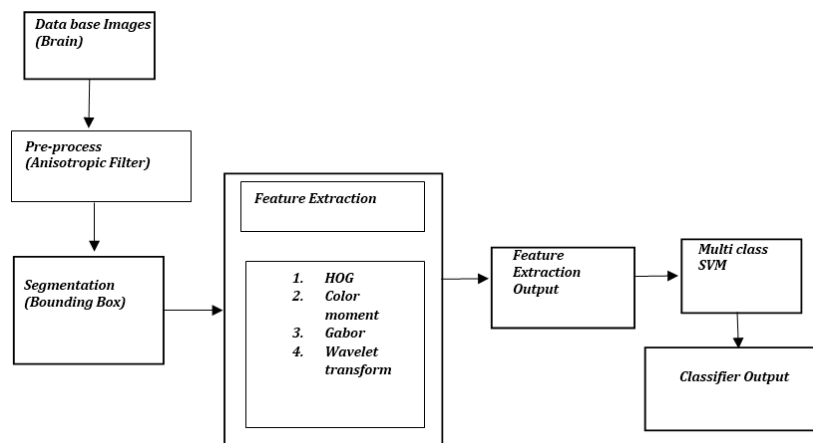 Data base Images
(Brain)
Pre-process
(Anisotropic Filter)
Segmentation
(Bounding Box)
Feature Extraction
1. HOG
2. Color
moment
3. Gabor
4. Wavelet
transform
Feature
Extraction
Output
Multi class
SVM
Classifier Output